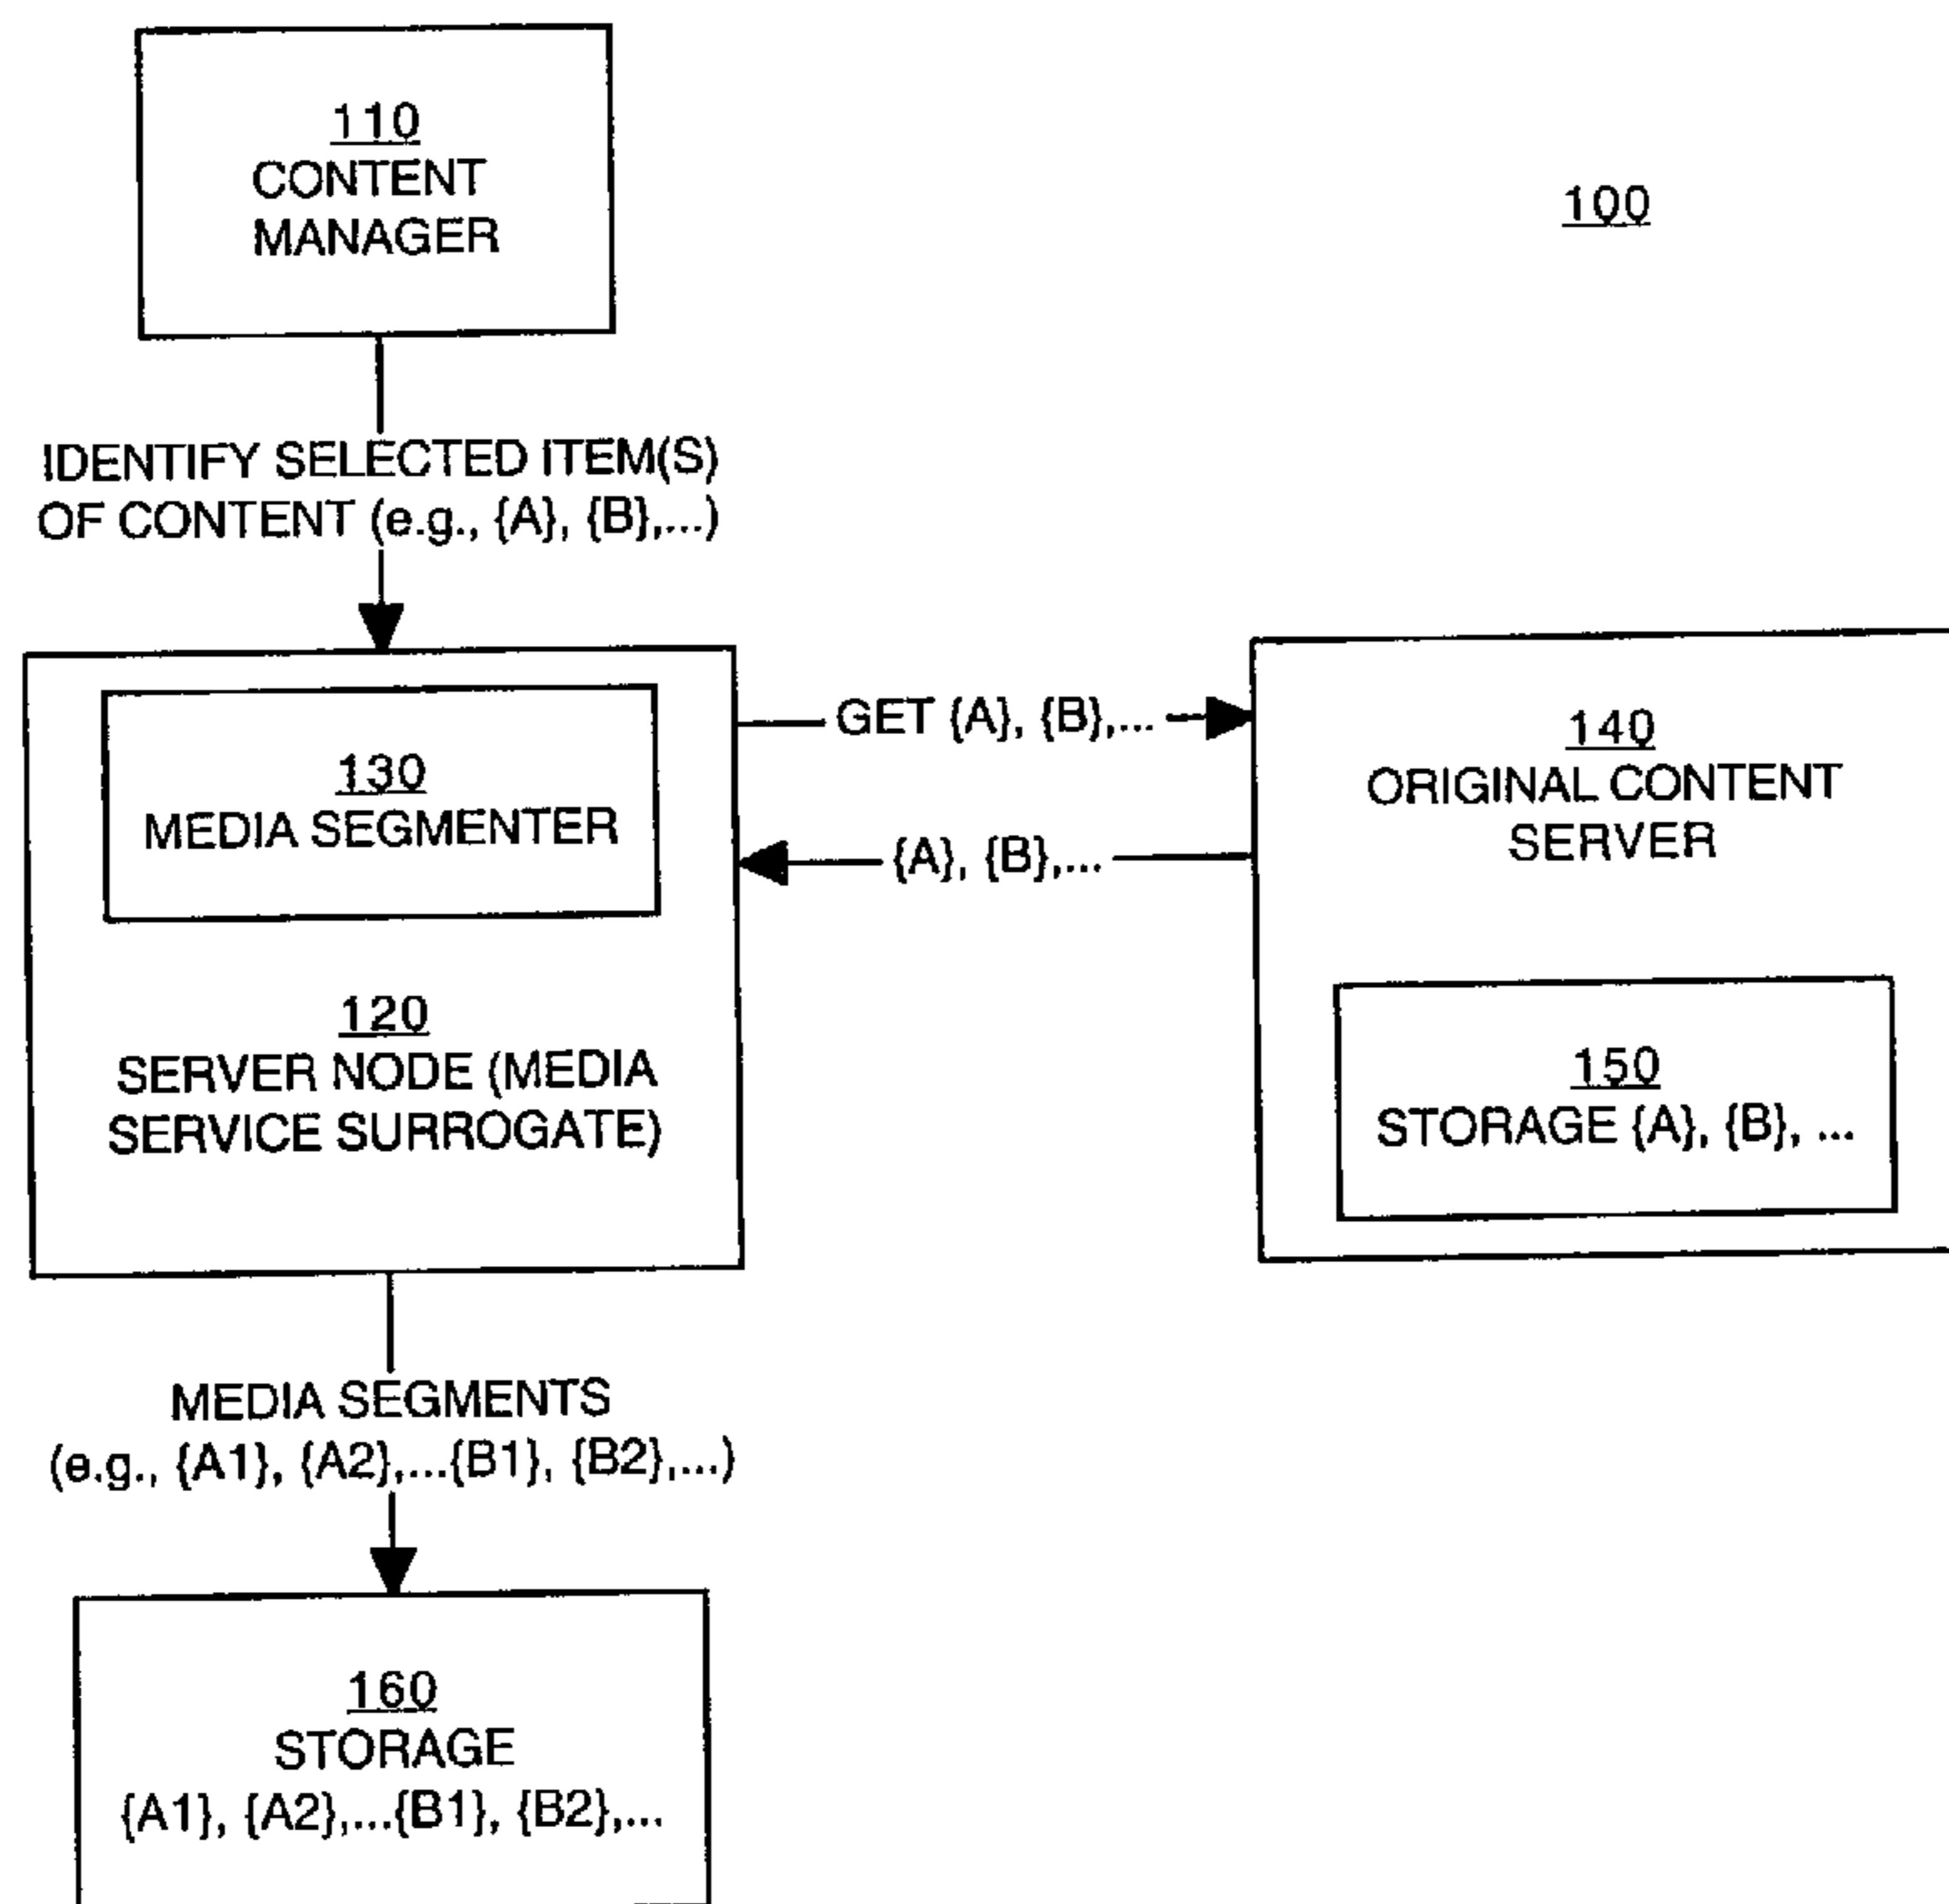 110
CONTENT
MANAGER
100
IDENTIFY SELECTED ITEM(S)
OF CONTENT (e.g., {A}, {B},...)
130
MEDIA SEGMENTER
120
SERVER NODE (MEDIA
SERVICE SURROGATE)
GET {A}, {B},...
{A}, {B},...
140
ORIGINAL CONTENT
SERVER
150
STORAGE {A}, {B}, ...
MEDIA SEGMENTS
(e.g., {A1}, {A2},...{B1}, {B2},...)
160
STORAGE
{A1}, {A2},...{B1}, {B2},...